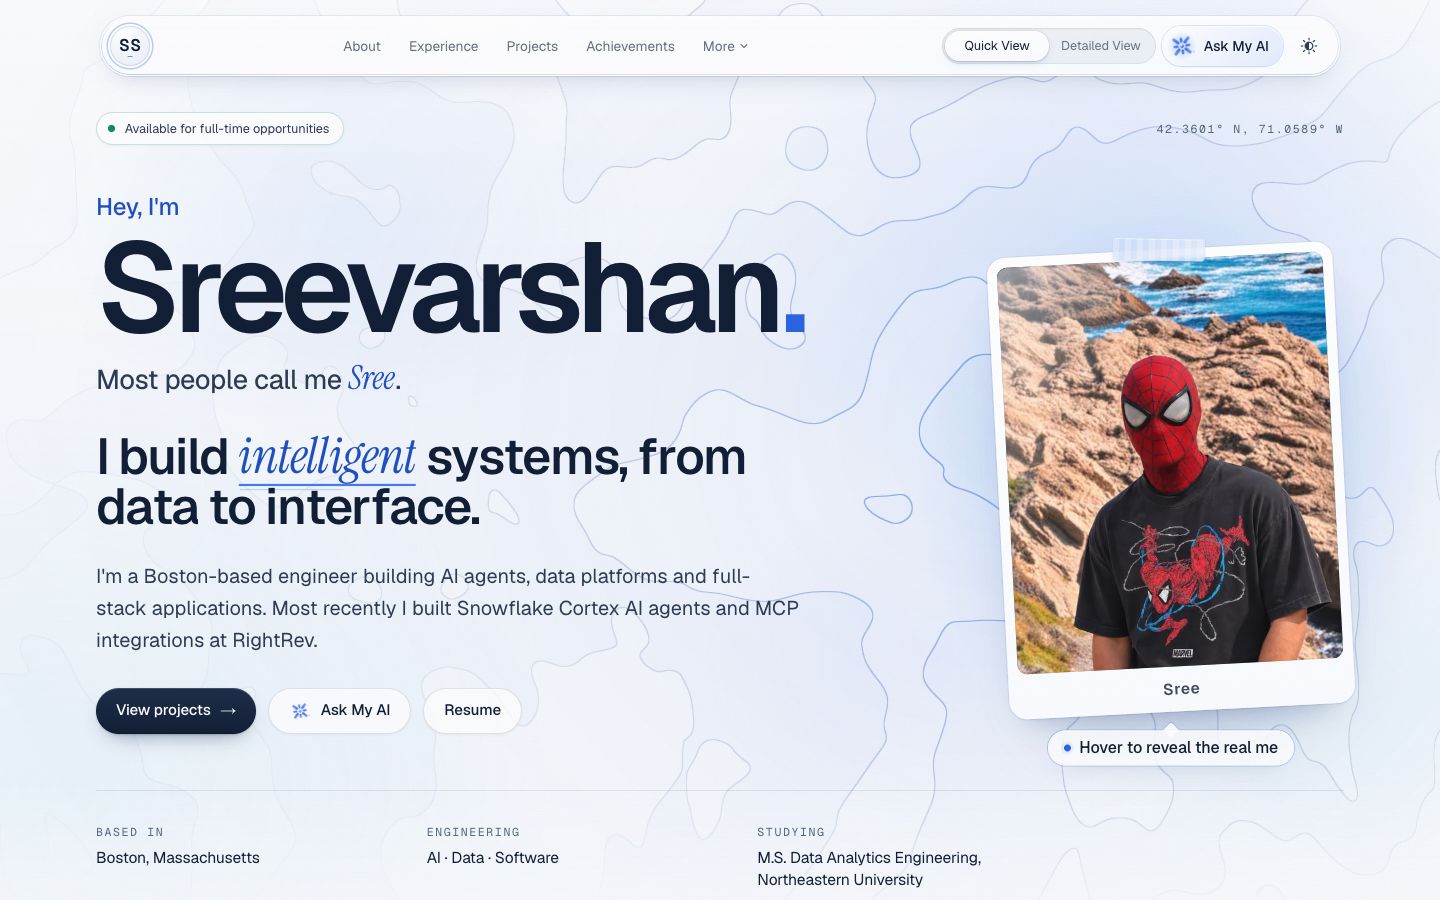 SS
About
Experience
Projects
Achievements
More
Quick View
Detailed View
Ask My AI
Available for full-time opportunities
42.3601° N, 71.0589° W
Hey, I'm
Sreevarshan.
Most people call me Sree.
I build intelligent systems, from
data to interface.
I'm a Boston-based engineer building AI agents, data platforms and full-
stack applications. Most recently I built Snowflake Cortex AI agents and MCP
integrations at RightRev.
View projects →
Ask My AI
Resume
MARVEL
Sree
Hover to reveal the real me
BASED IN
Boston, Massachusetts
ENGINEERING
AI · Data · Software
STUDYING
M.S. Data Analytics Engineering,
Northeastern University